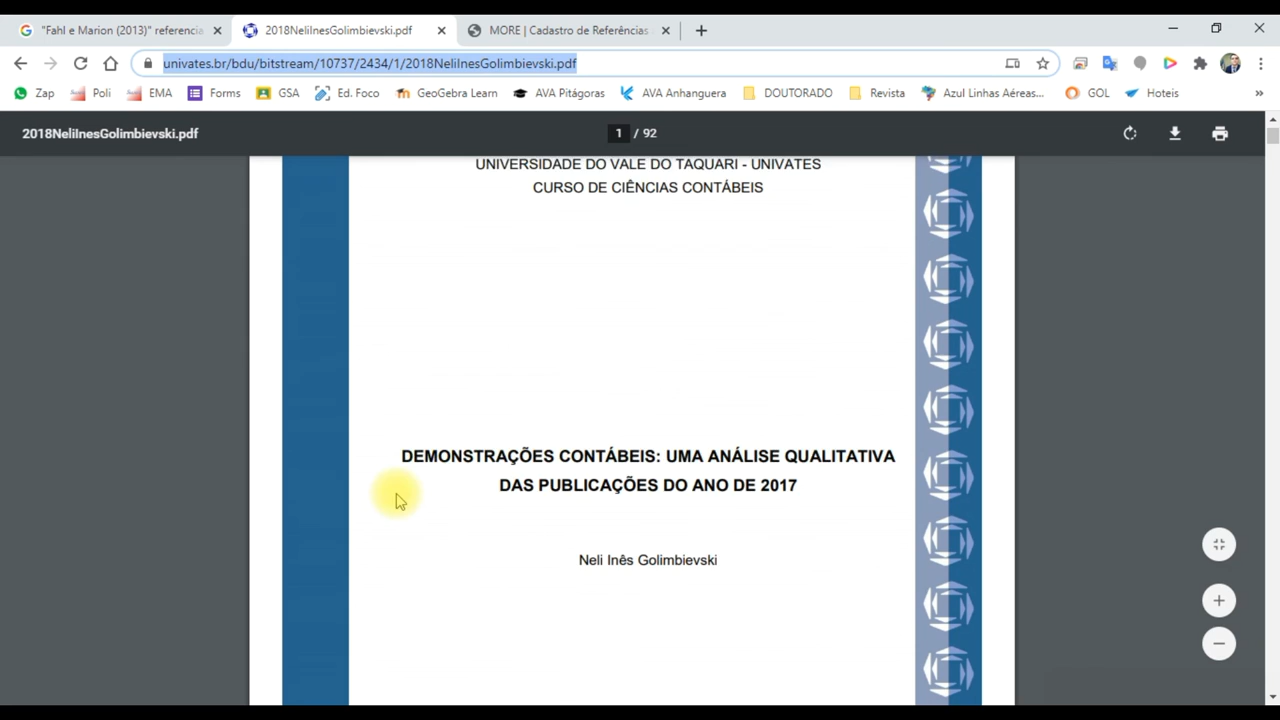 "Fahl e Marion (2013)" referencia
2018NeliInesGolimbievski.pdf
MORE | Cadastro de Referências
univates.br/bdu/bitstream/10737/2434/1/2018NeliInesGolimbievski.pdf
Zap
Poli
EMA
Forms
GSA
Ed. Foco
GeoGebra Learn
AVA Pitágoras
AVA Anhanguera
DOUTORADO
Revista
Azul Linhas Aéreas...
GOL
Hoteis
»
2018NeliInesGolimbievski.pdf
1 / 92
UNIVERSIDADE DO VALE DO TAQUARI - UNIVATES
CURSO DE CIÊNCIAS CONTÁBEIS
DEMONSTRAÇÕES CONTÁBEIS: UMA ANÁLISE QUALITATIVA
DAS PUBLICAÇÕES DO ANO DE 2017
Neli Inês Golimbievski